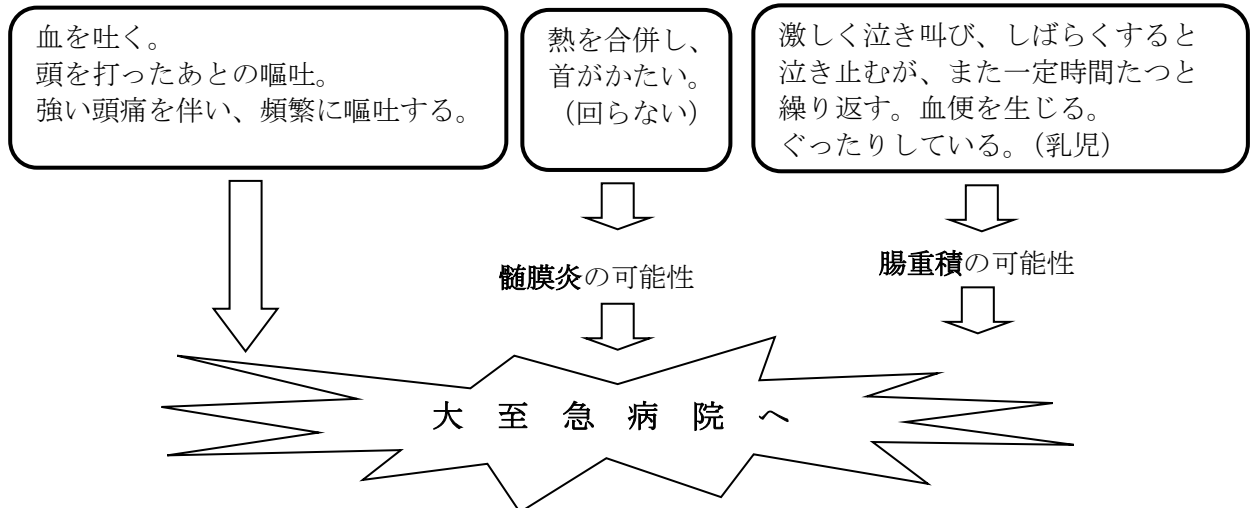 血を吐く。
頭を打ったあとの嘔吐。
強い頭痛を伴い、頻繁に嘔吐する。
熱を合併し、
首がかたい。
（回らない）
激しく泣き叫び、しばらくすると
泣き止むが、また一定時間たつと
繰り返す。血便を生じる。
ぐったりしている。（乳児）
髄膜炎の可能性
腸重積の可能性
大至急病院へ